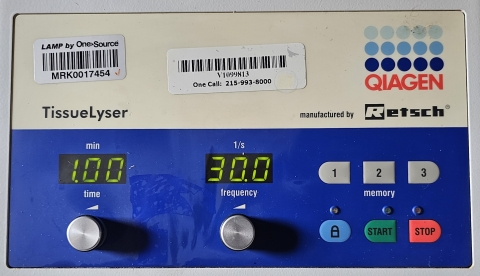 LAMP by One>Source
MRK0017454
V1099813
One Call: 215-993-8000
QIAGEN
TissueLyser
manufactured by Retsch
min
1/s
1.00
30.0
time
frequency
1
2
3
memory
START
STOP